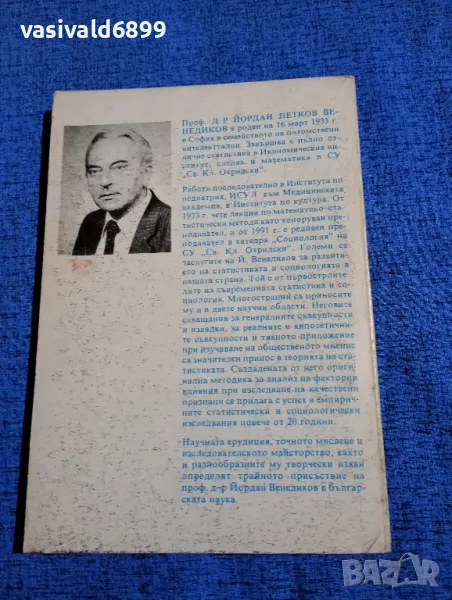 vasivald6899
Проф. Д-Р ЙОРДАН ПЕТКОВ ВЕ-
НЕДИКОВ е роден на 16 март 1933 г.
в София в семейството на потомствени
интелектуалци. Завършва с пълно от-
личие статистика в Икономическия ин-
ститут, следва и математика в СУ
„Св. Кл. Охридски“.
Работи последователно в Института по
педиатрия, ИСУЛ към Медицинската
академия, в Института по култура. От
1973 г. чете лекции по математико-ста-
тистически методи като хоноруван пре-
подавател, а от 1991 г. е редовен пре-
подавател в катедра „Социология“ на
СУ „Св. Кл. Охридски“. Големи са
заслугите на Й. Венедиков за развитие-
то на статистиката и социологията в
нашата страна. Той е от първостроите-
лите на съвременната статистика и со-
циология. Многостранни са приносите
му и в двете научни области. Неговите
схващания за генералните съвкупности
и извадки, за реалните и хипотетични-
те съвкупности и тяхното приложение
при изучаване на общественото мнение
са значителен принос в теорията на ста-
тистиката. Създадената от него ориги-
нална методика за анализ на факторни
влияния при изследване на качествени
признаци се прилага с успех в емпирич-
ните статистически и социологически
изследвания повече от 20 години.
Научната ерудиция, точното мислене и
изследователското майсторство, както
и разнообразните му творчески изяви
определят трайното присъствие на
проф. д-р Йордан Венедиков в българ-
ската наука.
BAZAR